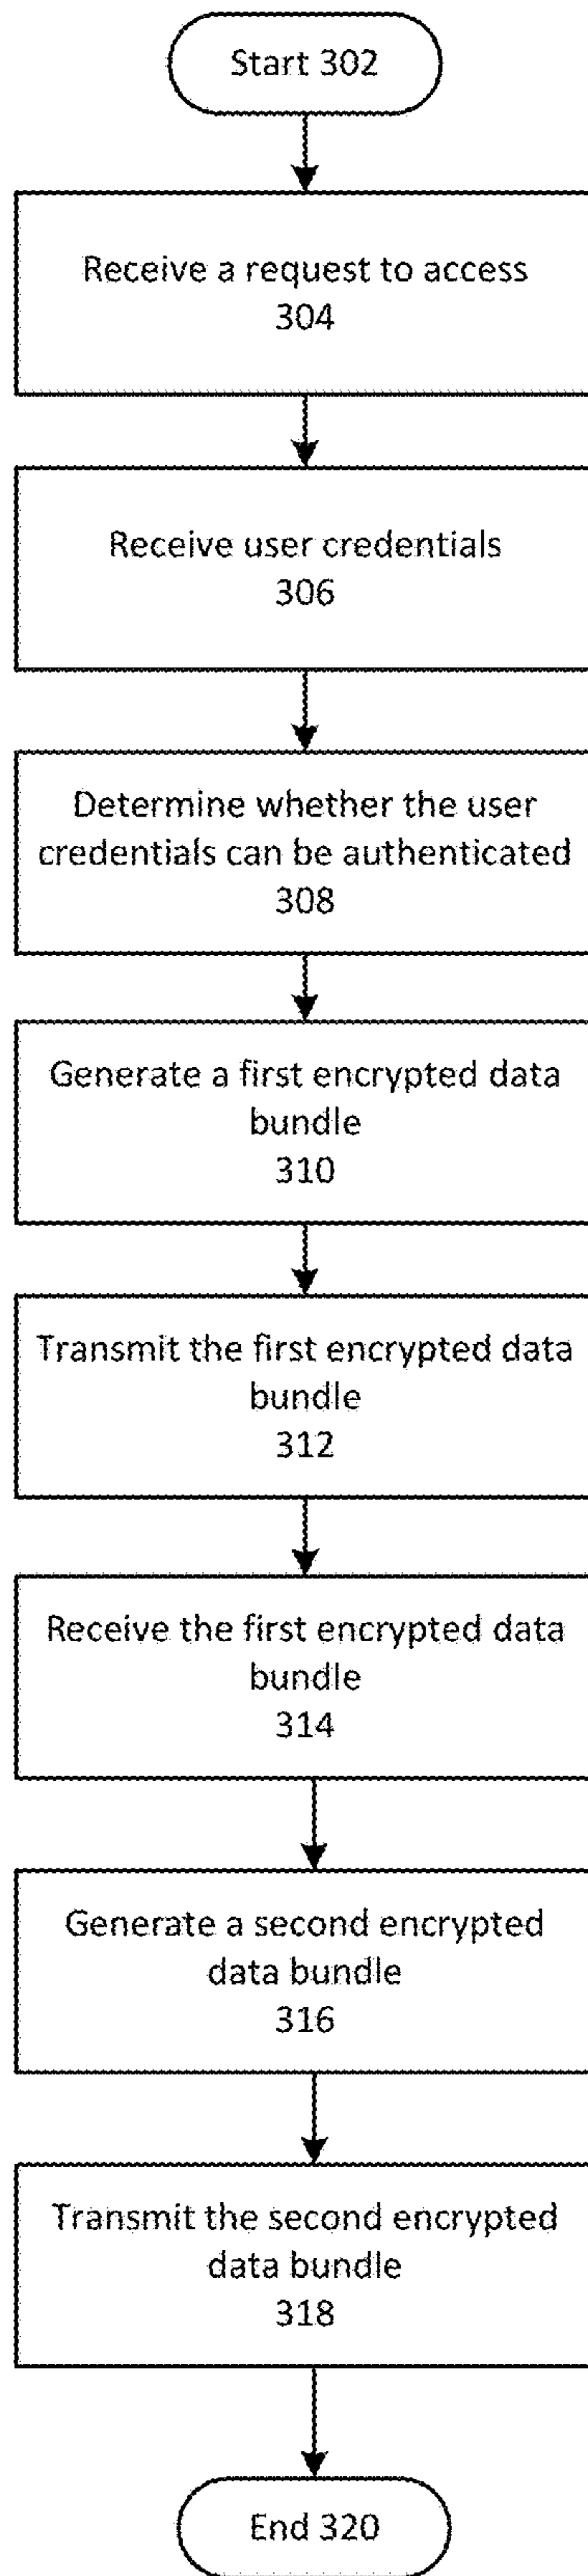 Start 302
Receive a request to access
304
Receive user credentials
306
Determine whether the user
credentials can be authenticated
308
Generate a first encrypted data
bundle
310
Transmit the first encrypted data
bundle
312
Receive the first encrypted data
bundle
314
Generate a second encrypted
data bundle
316
Transmit the second encrypted
data bundle
318
End 320